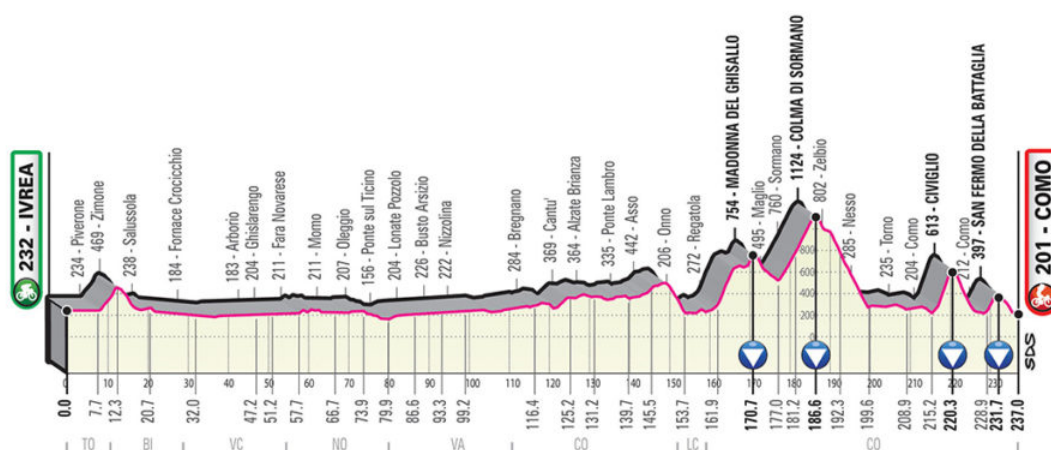 232 - IVREA
234 - Piverone
469 - Zimone
238 - Salussola
184 - Fornace Crocicchio
183 - Arborio
204 - Ghislarengo
211 - Fara Novarese
211 - Momo
207 - Oleggio
156 - Ponte sul Ticino
204 - Lonate Pozzolo
226 - Busto Arsizio
222 - Nizzolina
284 - Bregnano
369 - Cantu'
364 - Alzate Brianza
335 - Ponte Lambro
442 - Asso
206 - Onno
272 - Regatola
754 - MADONNA DEL GHISALLO
495 - Maglio
760 - Sormano
1124 - COLMA DI SORMANO
802 - Zelbio
285 - Nesso
235 - Torno
204 - Como
613 - CIVIGLIO
212 - Como
397 - SAN FERMO DELLA BATTAGLIA
201 - COMO
800
600
400
200
0
SDS
0 10 20 30 40 50 60 70 80 90 100 110 120 130 140 150 160 170 180 190 200 210 220 230
0.0 7.7 12.3 20.7 32.0 47.2 51.2 57.7 66.7 73.9 79.9 86.6 93.3 99.2 116.4 125.2 131.2 139.7 145.5 153.7 161.9 170.7 177.0 181.2 186.6 192.3 199.6 208.9 215.2 220.3 228.9 231.7 237.0
TO BI VC NO VA CO LC CO